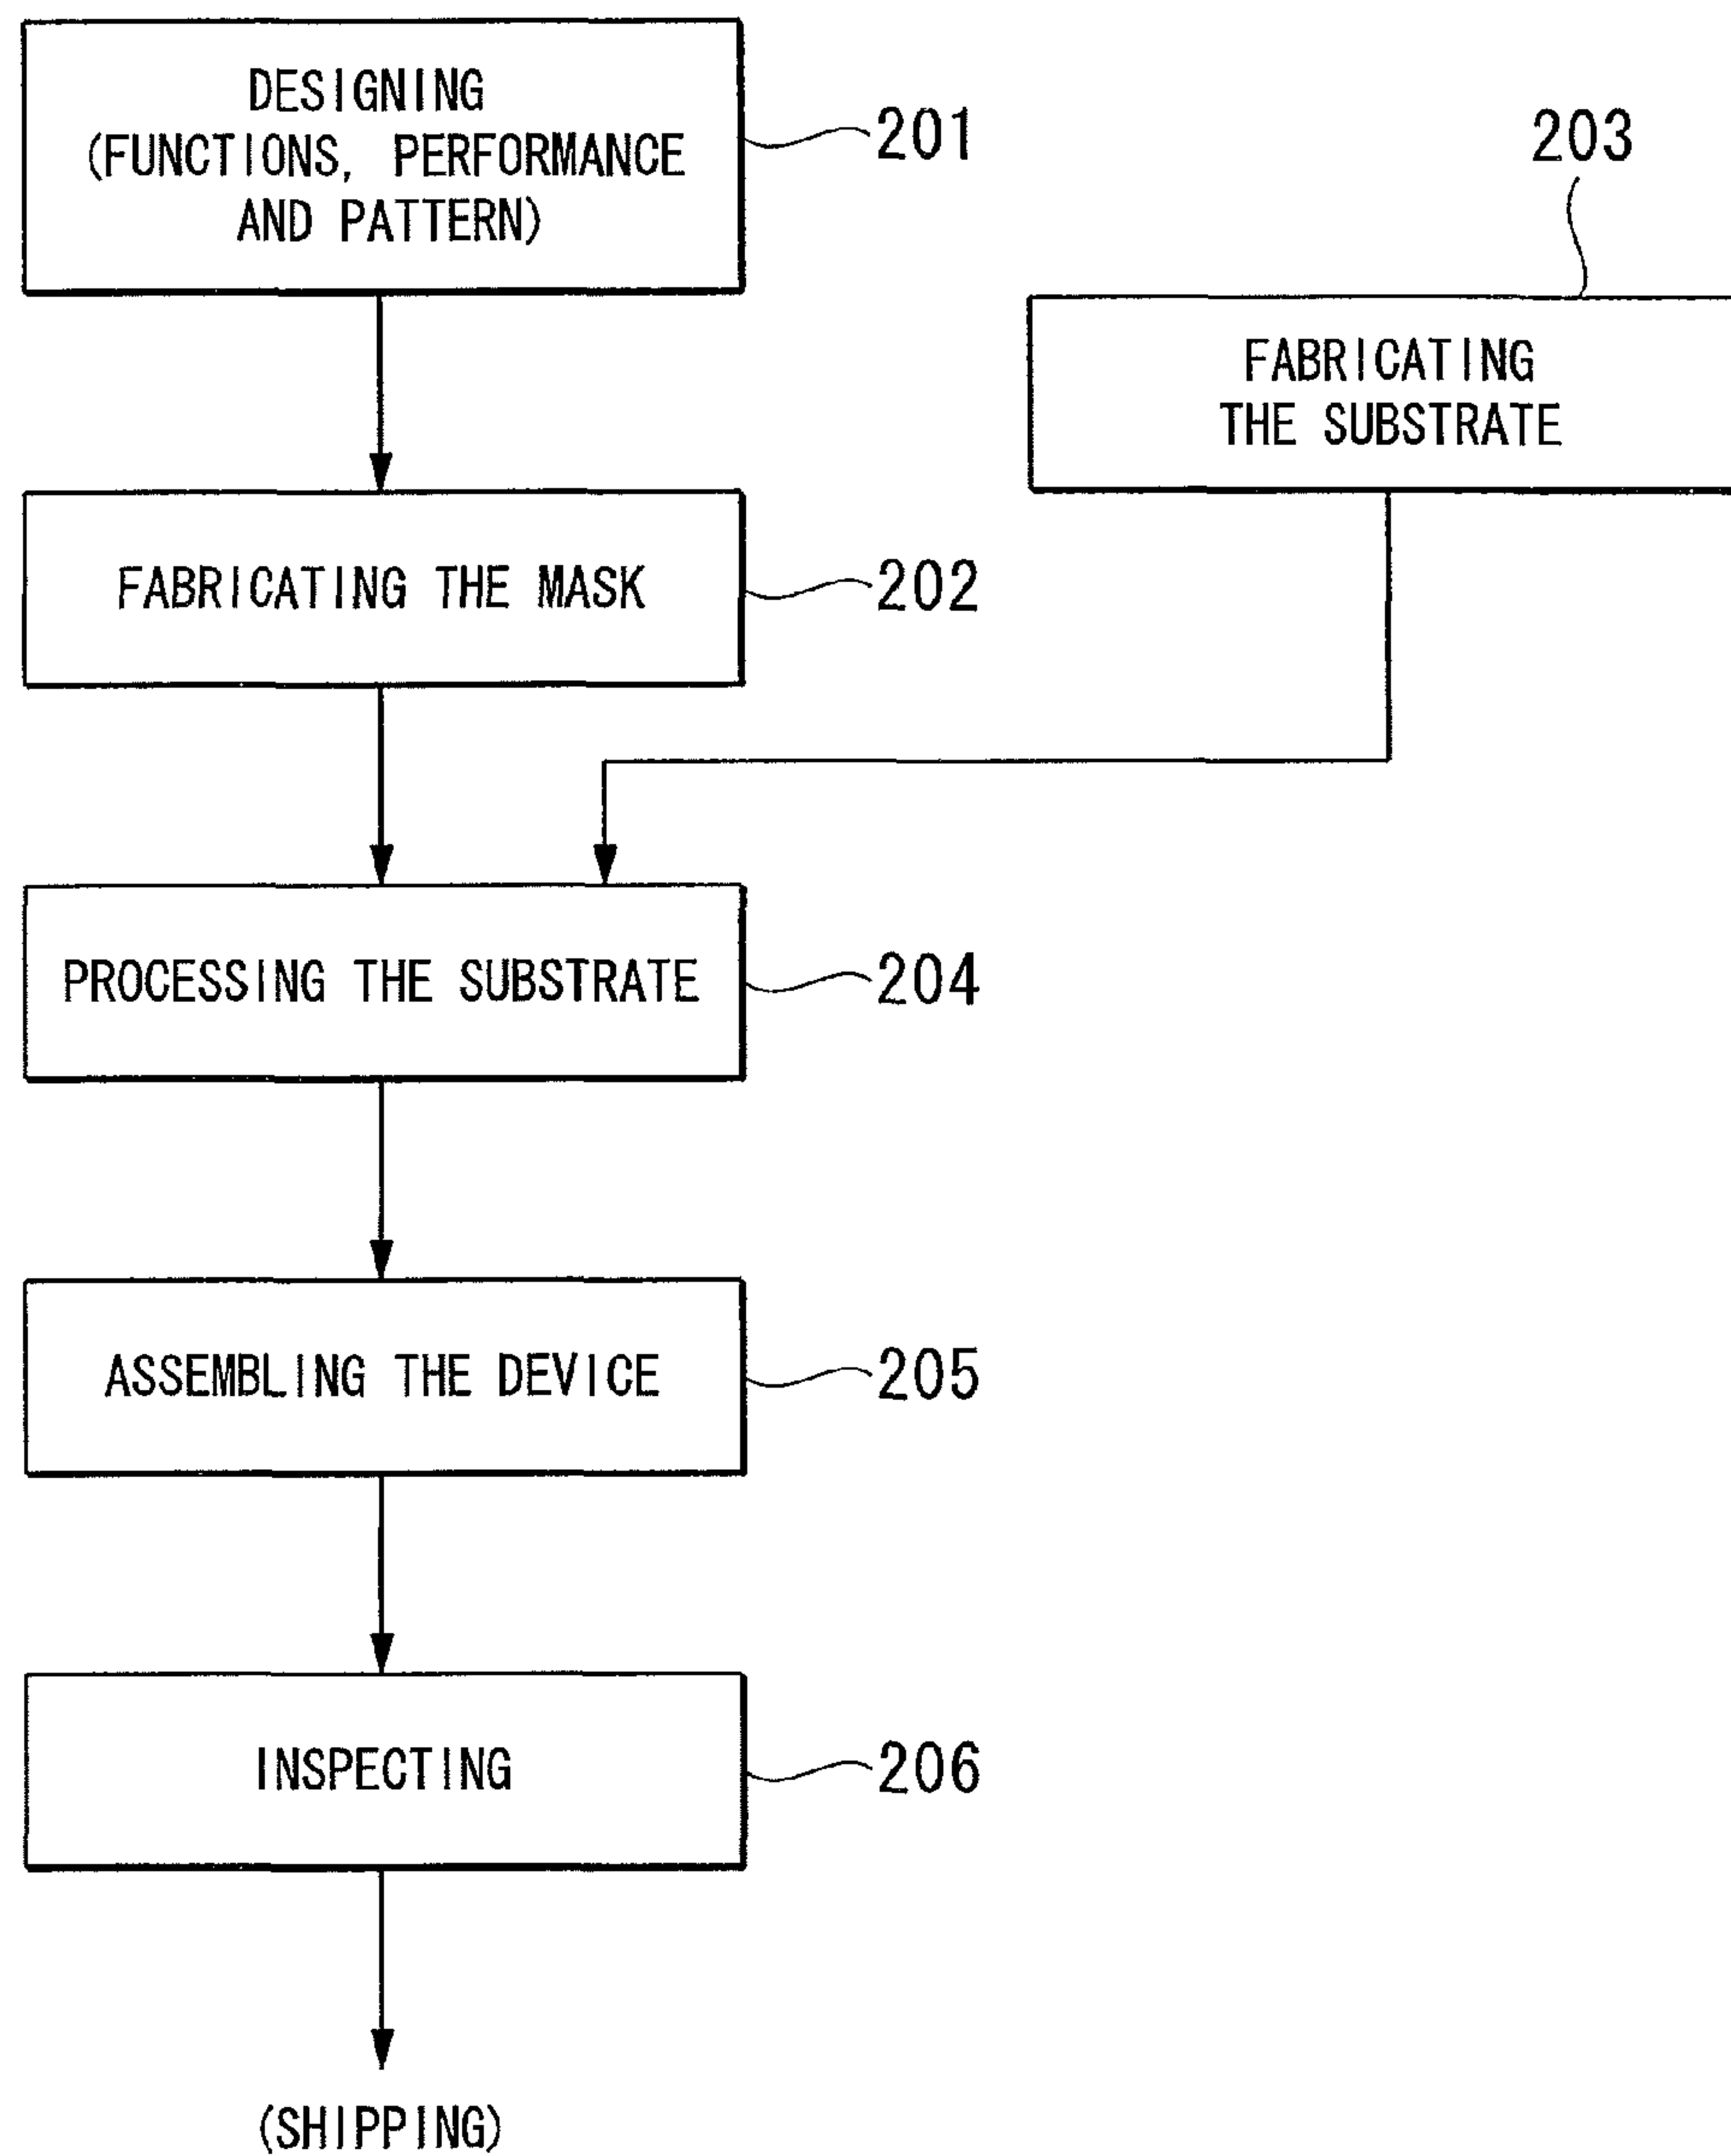 DESIGNING
(FUNCTIONS, PERFORMANCE
AND PATTERN)
201
203
FABRICATING
THE SUBSTRATE
FABRICATING THE MASK
202
PROCESSING THE SUBSTRATE
204
ASSEMBLING THE DEVICE
205
INSPECTING
206
(SHIPPING)